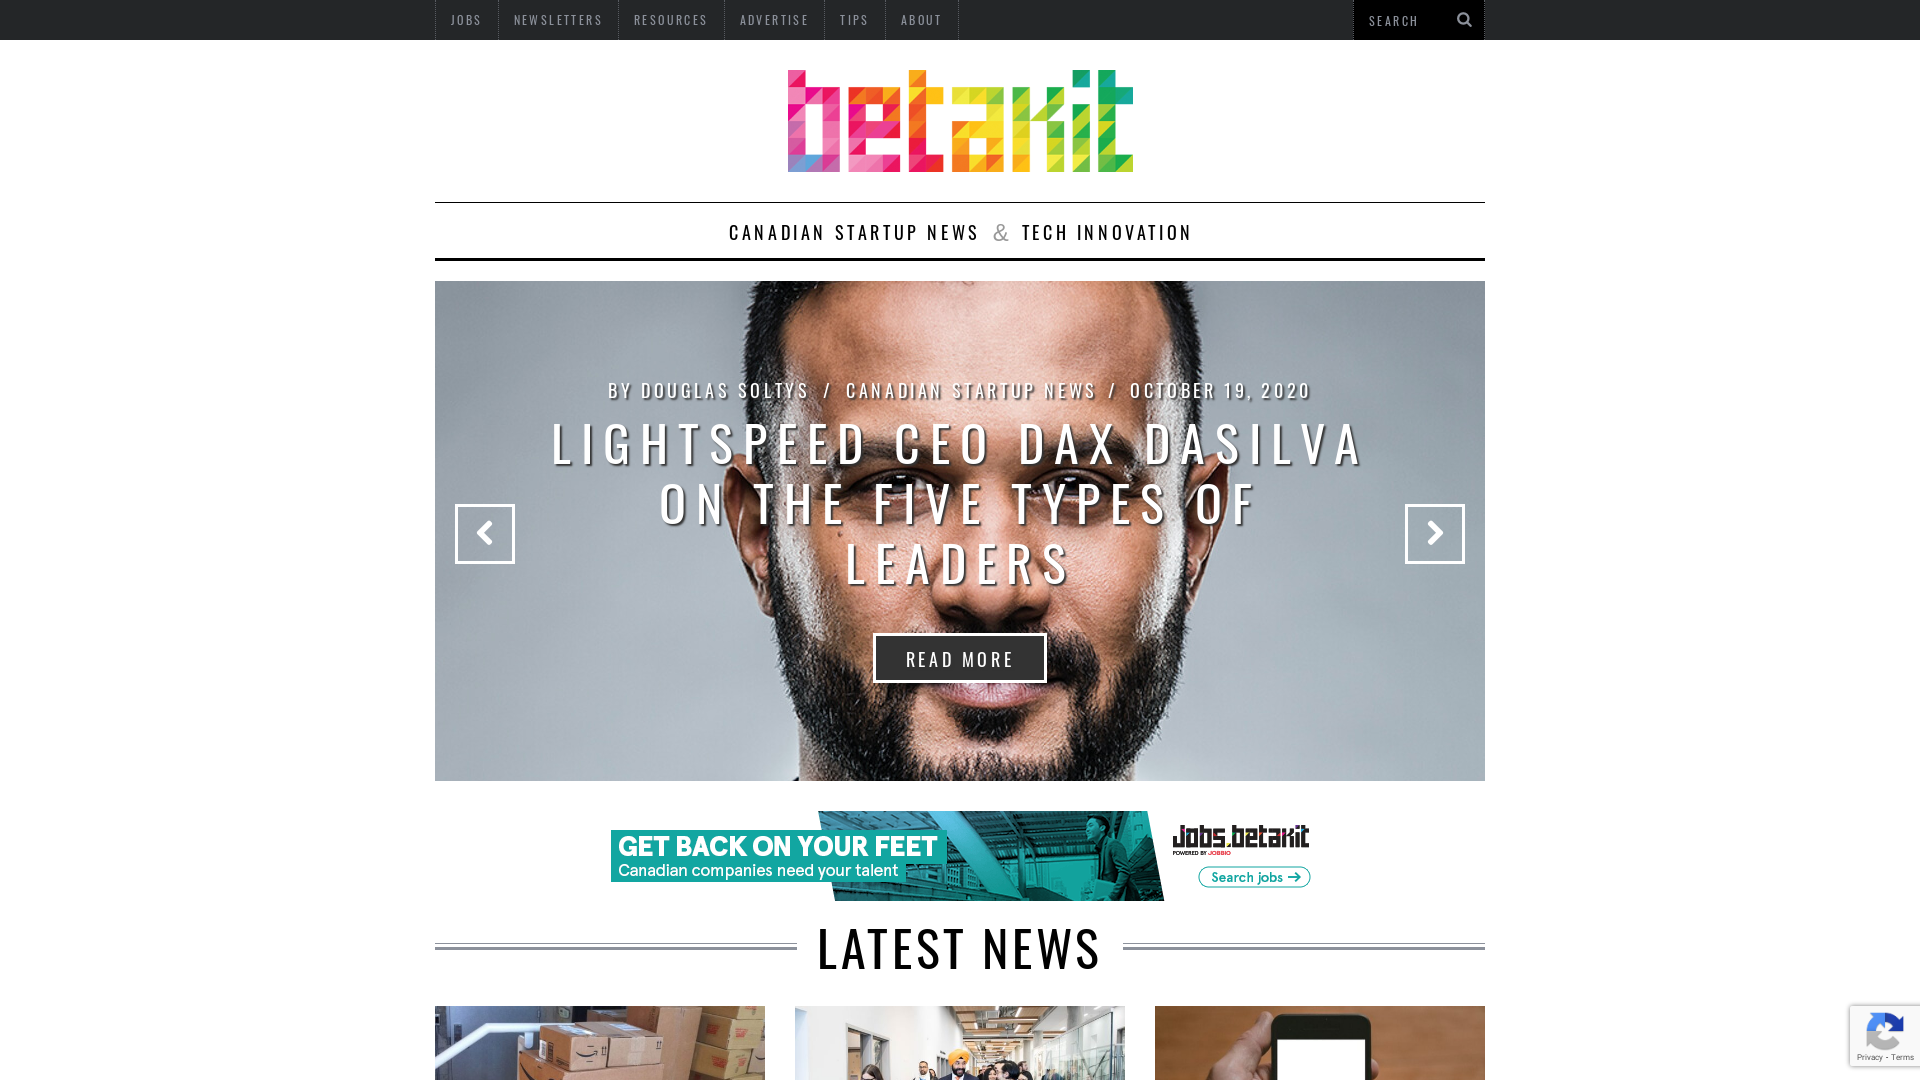 JOBS
NEWSLETTERS
RESOURCES
ADVERTISE
TIPS
ABOUT
SEARCH
betakit
CANADIAN STARTUP NEWS & TECH INNOVATION
BY DOUGLAS SOLTYS / CANADIAN STARTUP NEWS / OCTOBER 19, 2020
LIGHTSPEED CEO DAX DASILVA
ON THE FIVE TYPES OF
LEADERS
READ MORE
GET BACK ON YOUR FEET
Canadian companies need your talent
Jobs.betakit
POWERED BY JOBBIO
Search jobs →
LATEST NEWS
Privacy - Terms